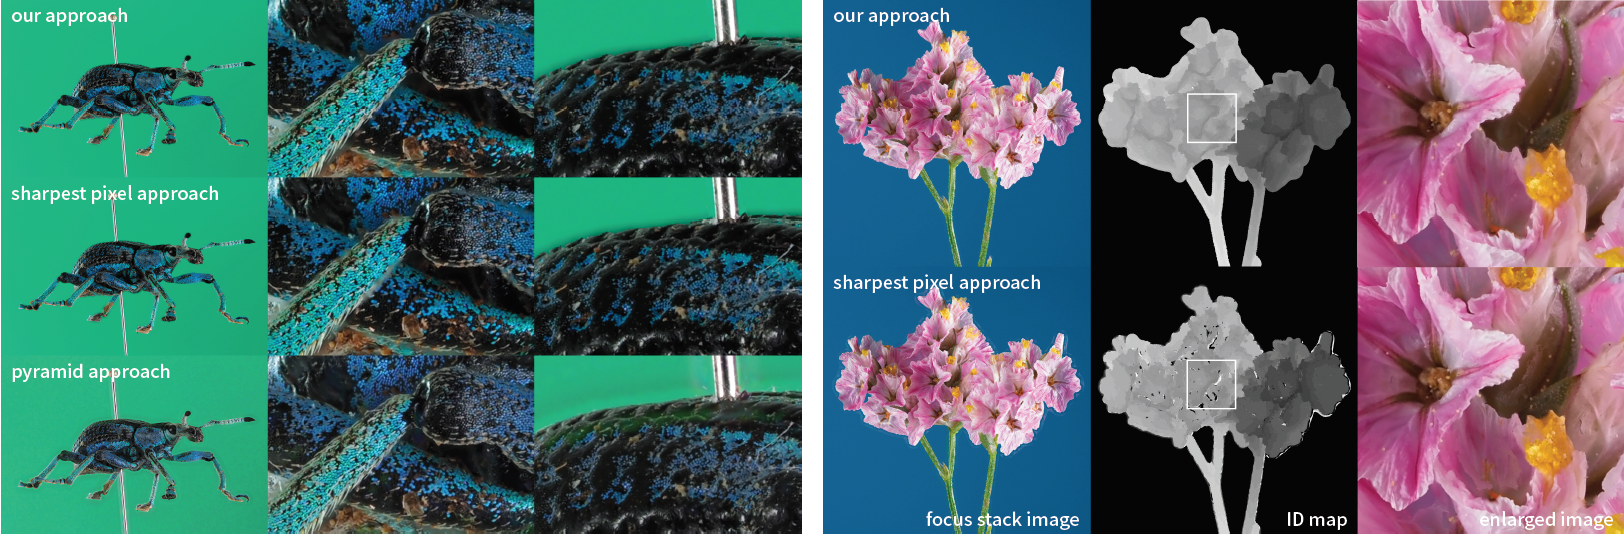 our approach
sharpest pixel approach
pyramid approach
our approach
sharpest pixel approach
focus stack image
ID map
enlarged image